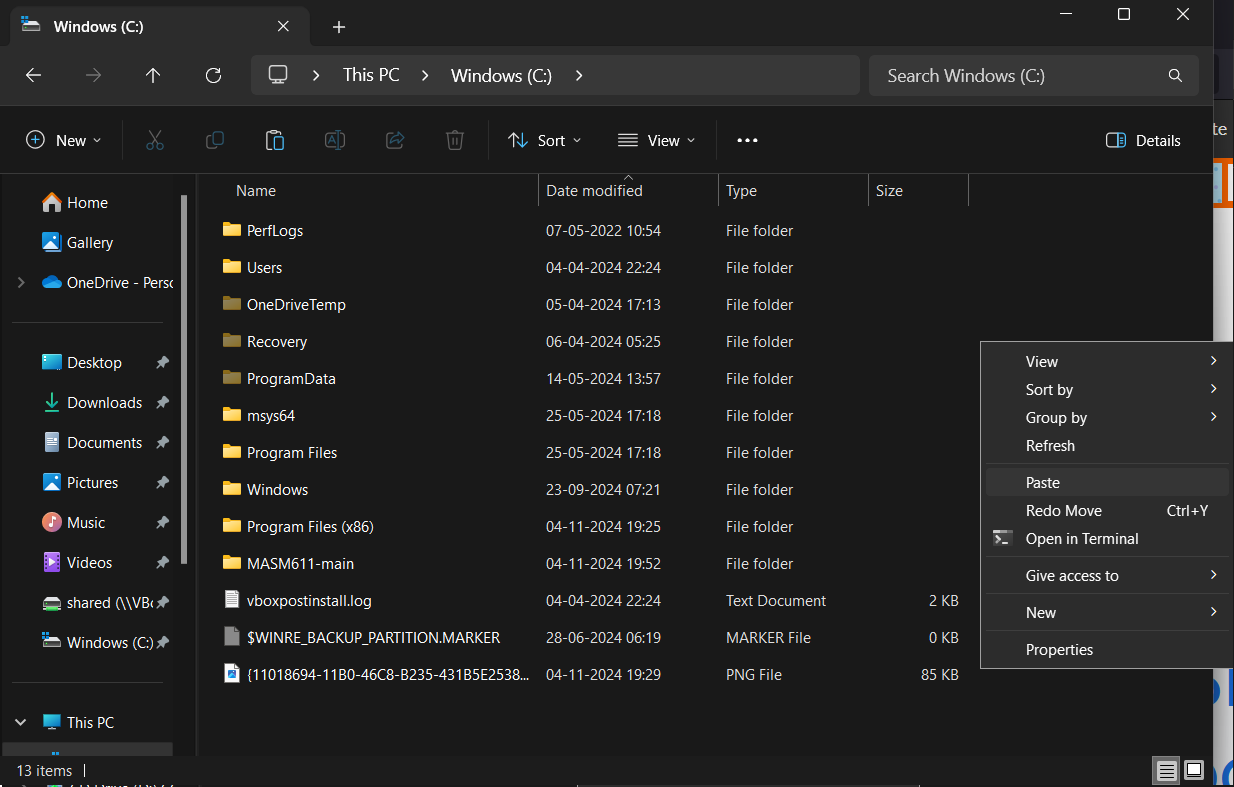 Windows (C:)
This PC
Windows (C:)
Search Windows (C:)
New
Sort
View
Details
Name
Date modified
Type
Size
Home
Gallery
OneDrive - Perso
Desktop
Downloads
Documents
Pictures
Music
Videos
shared (\\VBo
Windows (C:)
This PC
PerfLogs 07-05-2022 10:54 File folder
Users 04-04-2024 22:24 File folder
OneDriveTemp 05-04-2024 17:13 File folder
Recovery 06-04-2024 05:25 File folder
ProgramData 14-05-2024 13:57 File folder
msys64 25-05-2024 17:18 File folder
Program Files 25-05-2024 17:18 File folder
Windows 23-09-2024 07:21 File folder
Program Files (x86) 04-11-2024 19:25 File folder
MASM611-main 04-11-2024 19:52 File folder
vboxpostinstall.log 04-04-2024 22:24 Text Document 2 KB
$WINRE_BACKUP_PARTITION.MARKER 28-06-2024 06:19 MARKER File 0 KB
{11018694-11B0-46C8-B235-431B5E2538... 04-11-2024 19:29 PNG File 85 KB
View
Sort by
Group by
Refresh
Paste
Redo Move Ctrl+Y
Open in Terminal
Give access to
New
Properties
13 items